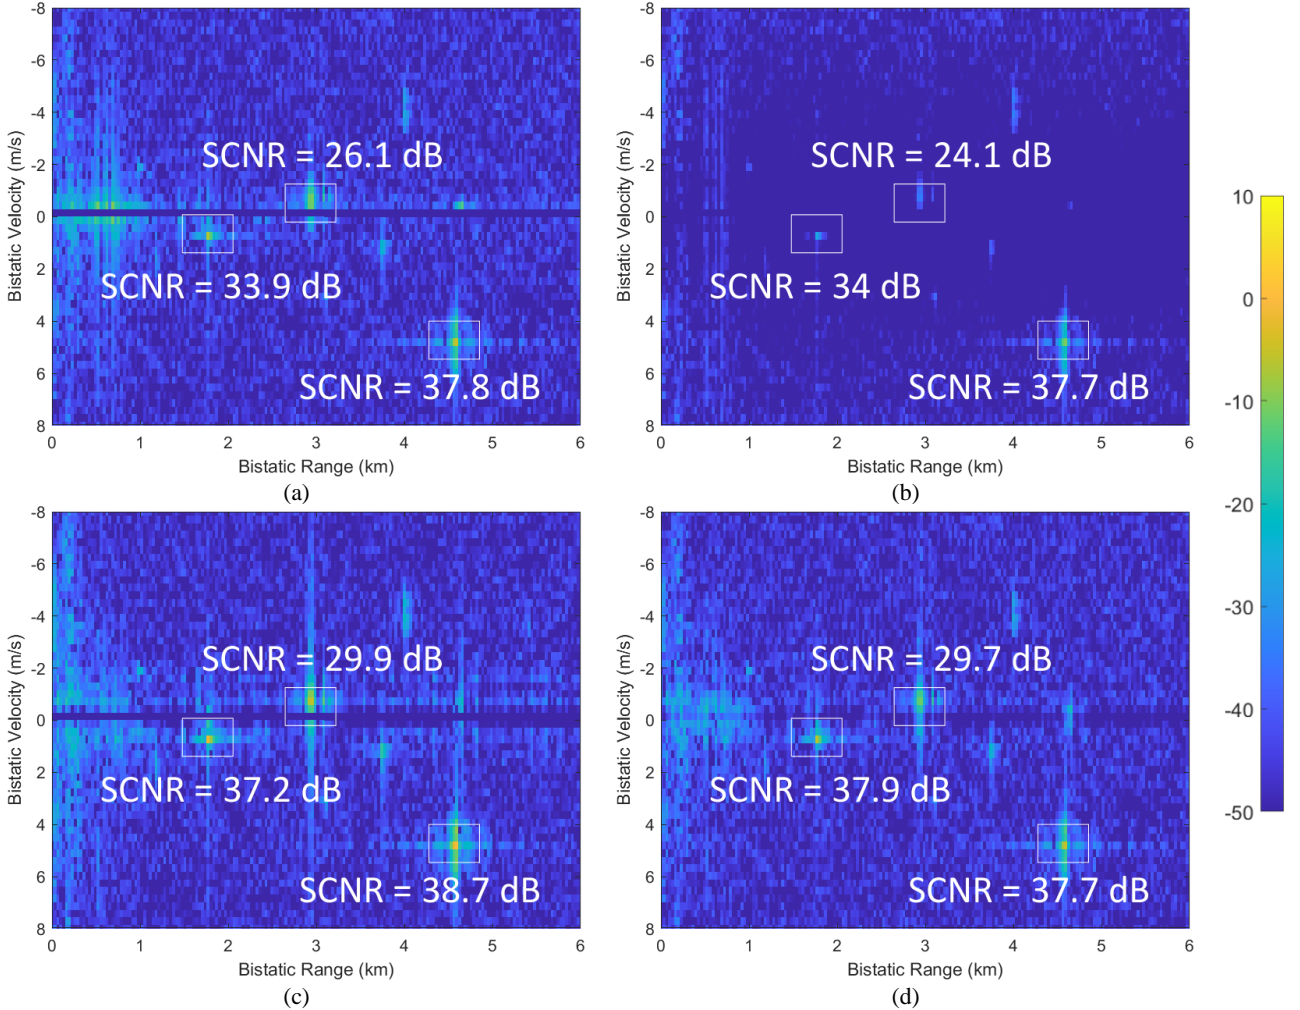 -8
-6
-4
-2
0
2
4
6
8
Bistatic Velocity (m/s)
SCNR = 26.1 dB
SCNR = 33.9 dB
SCNR = 37.8 dB
0 1 2 3 4 5 6
Bistatic Range (km)
(a)
-8
-6
-4
-2
0
2
4
6
8
Bistatic Velocity (m/s)
SCNR = 24.1 dB
SCNR = 34 dB
SCNR = 37.7 dB
0 1 2 3 4 5 6
Bistatic Range (km)
(b)
-8
-6
-4
-2
0
2
4
6
8
Bistatic Velocity (m/s)
SCNR = 29.9 dB
SCNR = 37.2 dB
SCNR = 38.7 dB
0 1 2 3 4 5 6
Bistatic Range (km)
(c)
-8
-6
-4
-2
0
2
4
6
8
Bistatic Velocity (m/s)
SCNR = 29.7 dB
SCNR = 37.9 dB
SCNR = 37.7 dB
0 1 2 3 4 5 6
Bistatic Range (km)
(d)
10
0
-10
-20
-30
-40
-50